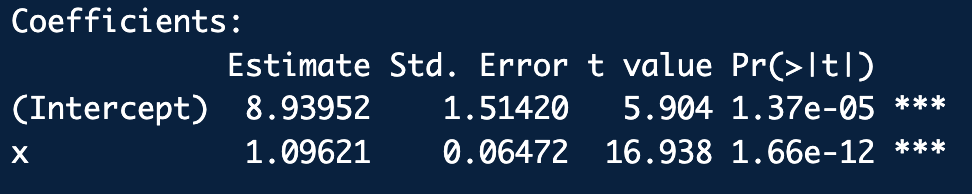 Coefficients:
Estimate Std. Error t value Pr(>|t|)
(Intercept) 8.93952 1.51420 5.904 1.37e-05 ***
x 1.09621 0.06472 16.938 1.66e-12 ***